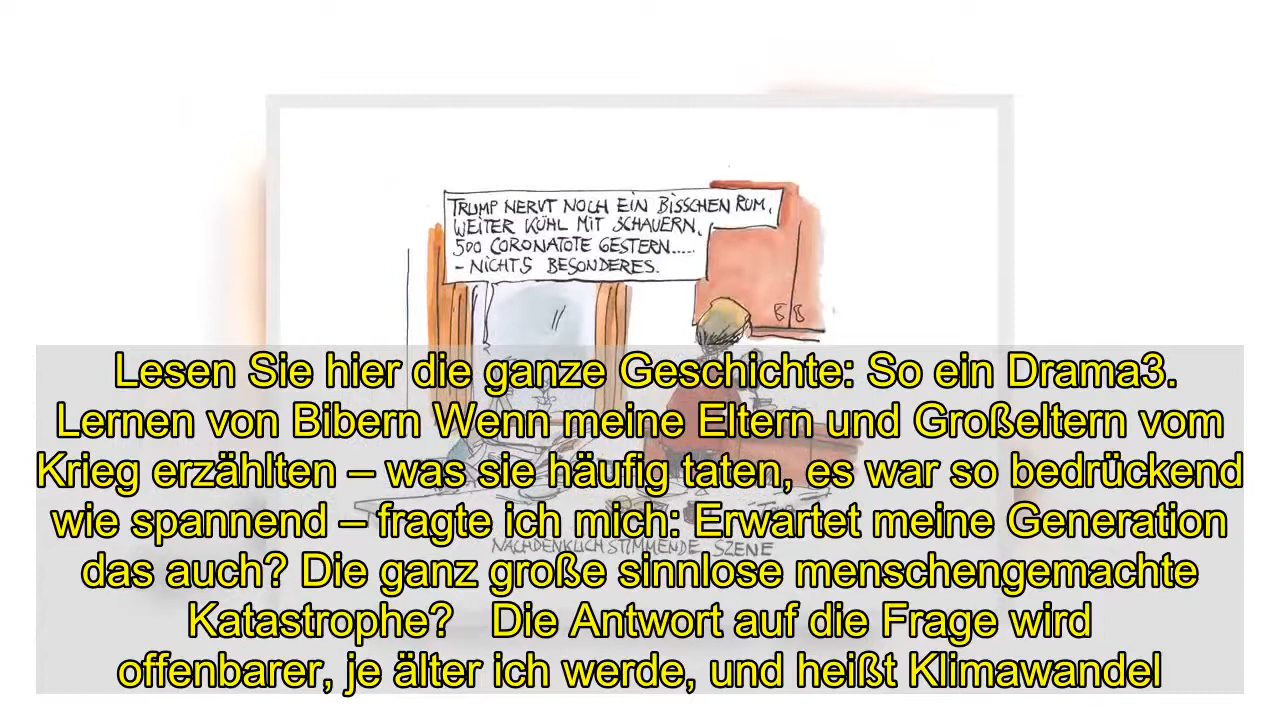 TRUMP NERVT NOCH EIN BISSCHEN RUM,
WEITER KÜHL MIT SCHAUERN,
500 CORONATOTE GESTERN.....
- NICHTS BESONDERES.
Lesen Sie hier die ganze Geschichte: So ein Drama3.
Lernen von Bibern Wenn meine Eltern und Großeltern vom
Krieg erzählten – was sie häufig taten, es war so bedrückend
wie spannend – fragte ich mich: Erwartet meine Generation
NACHDENKLICH STIMMENDE SZENE
das auch? Die ganz große sinnlose menschengemachte
Katastrophe? Die Antwort auf die Frage wird
offenbarer, je älter ich werde, und heißt Klimawandel